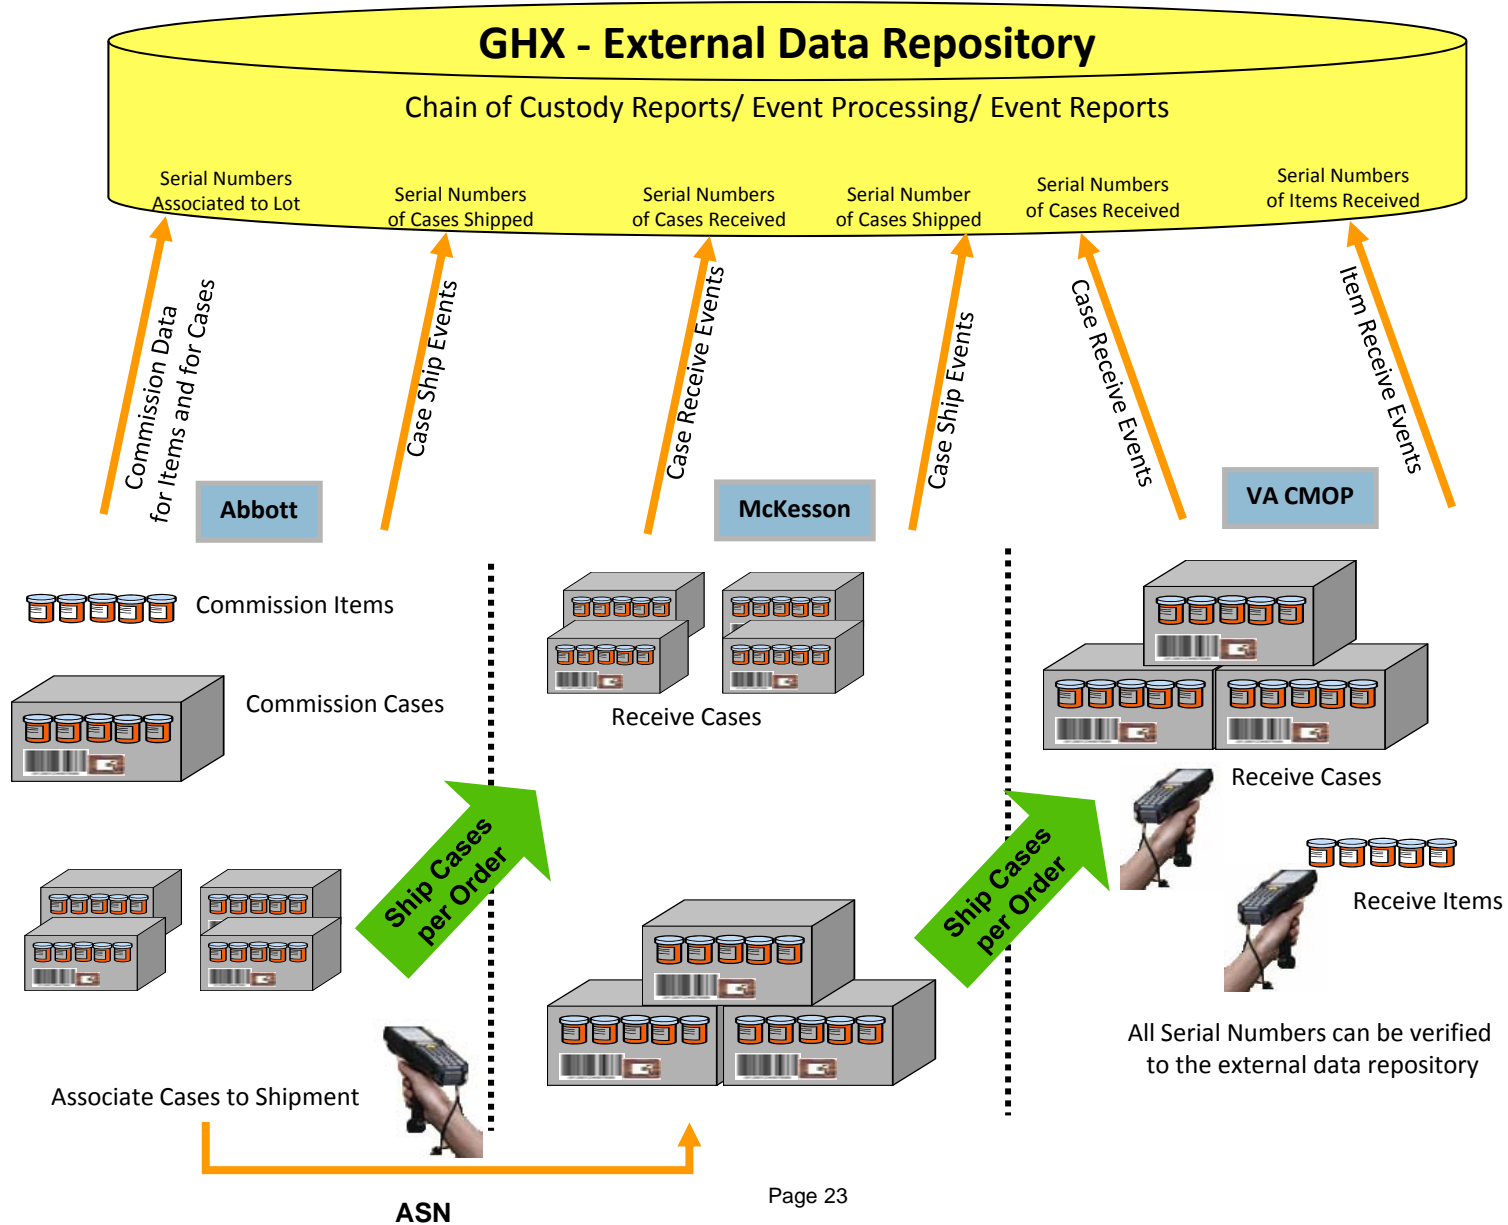 GHX - External Data Repository
Chain of Custody Reports/ Event Processing/ Event Reports
Serial Numbers
Associated to Lot
Serial Numbers
of Cases Shipped
Serial Numbers
of Cases Received
Serial Number
of Cases Shipped
Serial Numbers
of Cases Received
Serial Numbers
of Items Received
Commission Data
for Items and for Cases
Case Ship Events
Case Receive Events
Case Ship Events
Case Receive Events
Item Receive Events
Abbott
McKesson
VA CMOP
Commission Items
Commission Cases
Ship Cases
per Order
Associate Cases to Shipment
ASN
Receive Cases
Ship Cases
per Order
Receive Cases
Receive Items
All Serial Numbers can be verified
to the external data repository
Page 23